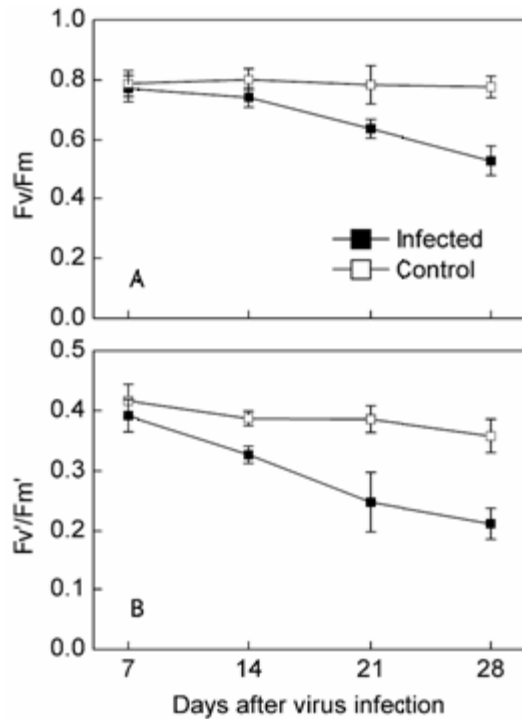 1.0
0.8
0.6
0.4
0.2
0.0
Fv/Fm
Infected
Control
A
0.5
0.4
0.3
0.2
0.1
0.0
Fv'/Fm'
B
7 14 21 28
Days after virus infection